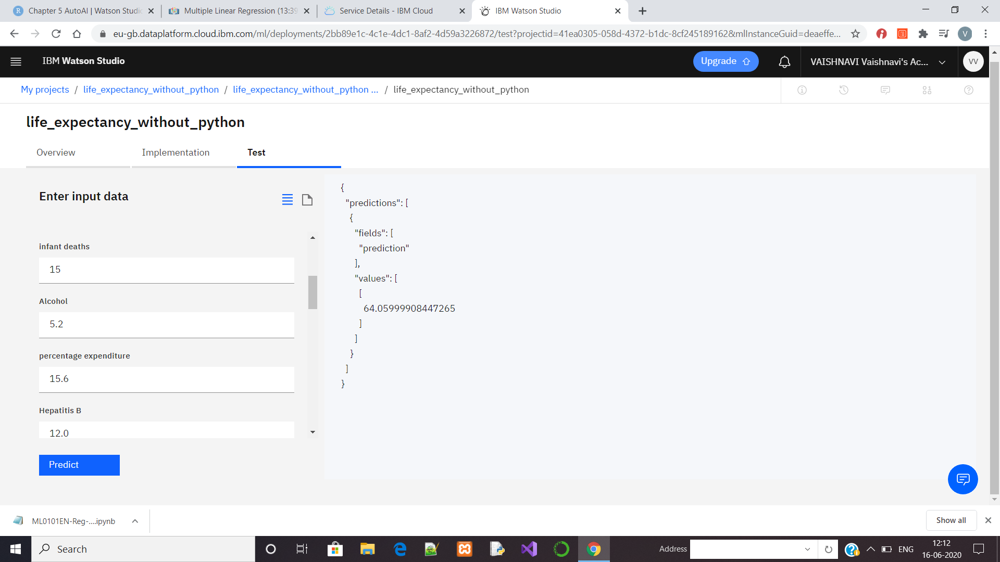 Chapter 5 AutoAI | Watson Studio
Multiple Linear Regression (13:39
Service Details - IBM Cloud
IBM Watson Studio
eu-gb.dataplatform.cloud.ibm.com/ml/deployments/2bb89e1c-4c1e-4dc1-8af2-4d59a3226872/test?projectid=41ea0305-058d-4372-b1dc-8cf245189162&mlInstanceGuid=deaeffe...
V
IBM Watson Studio
Upgrade
VAISHNAVI Vaishnavi's Ac...
VV
My projects / life_expectancy_without_python / life_expectancy_without_python ... / life_expectancy_without_python
life_expectancy_without_python
Overview
Implementation
Test
Enter input data
infant deaths
15
Alcohol
5.2
percentage expenditure
15.6
Hepatitis B
12.0
Predict
{
"predictions": [
{
"fields": [
"prediction"
],
"values": [
[
64.05999908447265
]
]
}
]
}
ML0101EN-Reg-....ipynb
Show all
Search
Address
ENG
12:12
16-06-2020